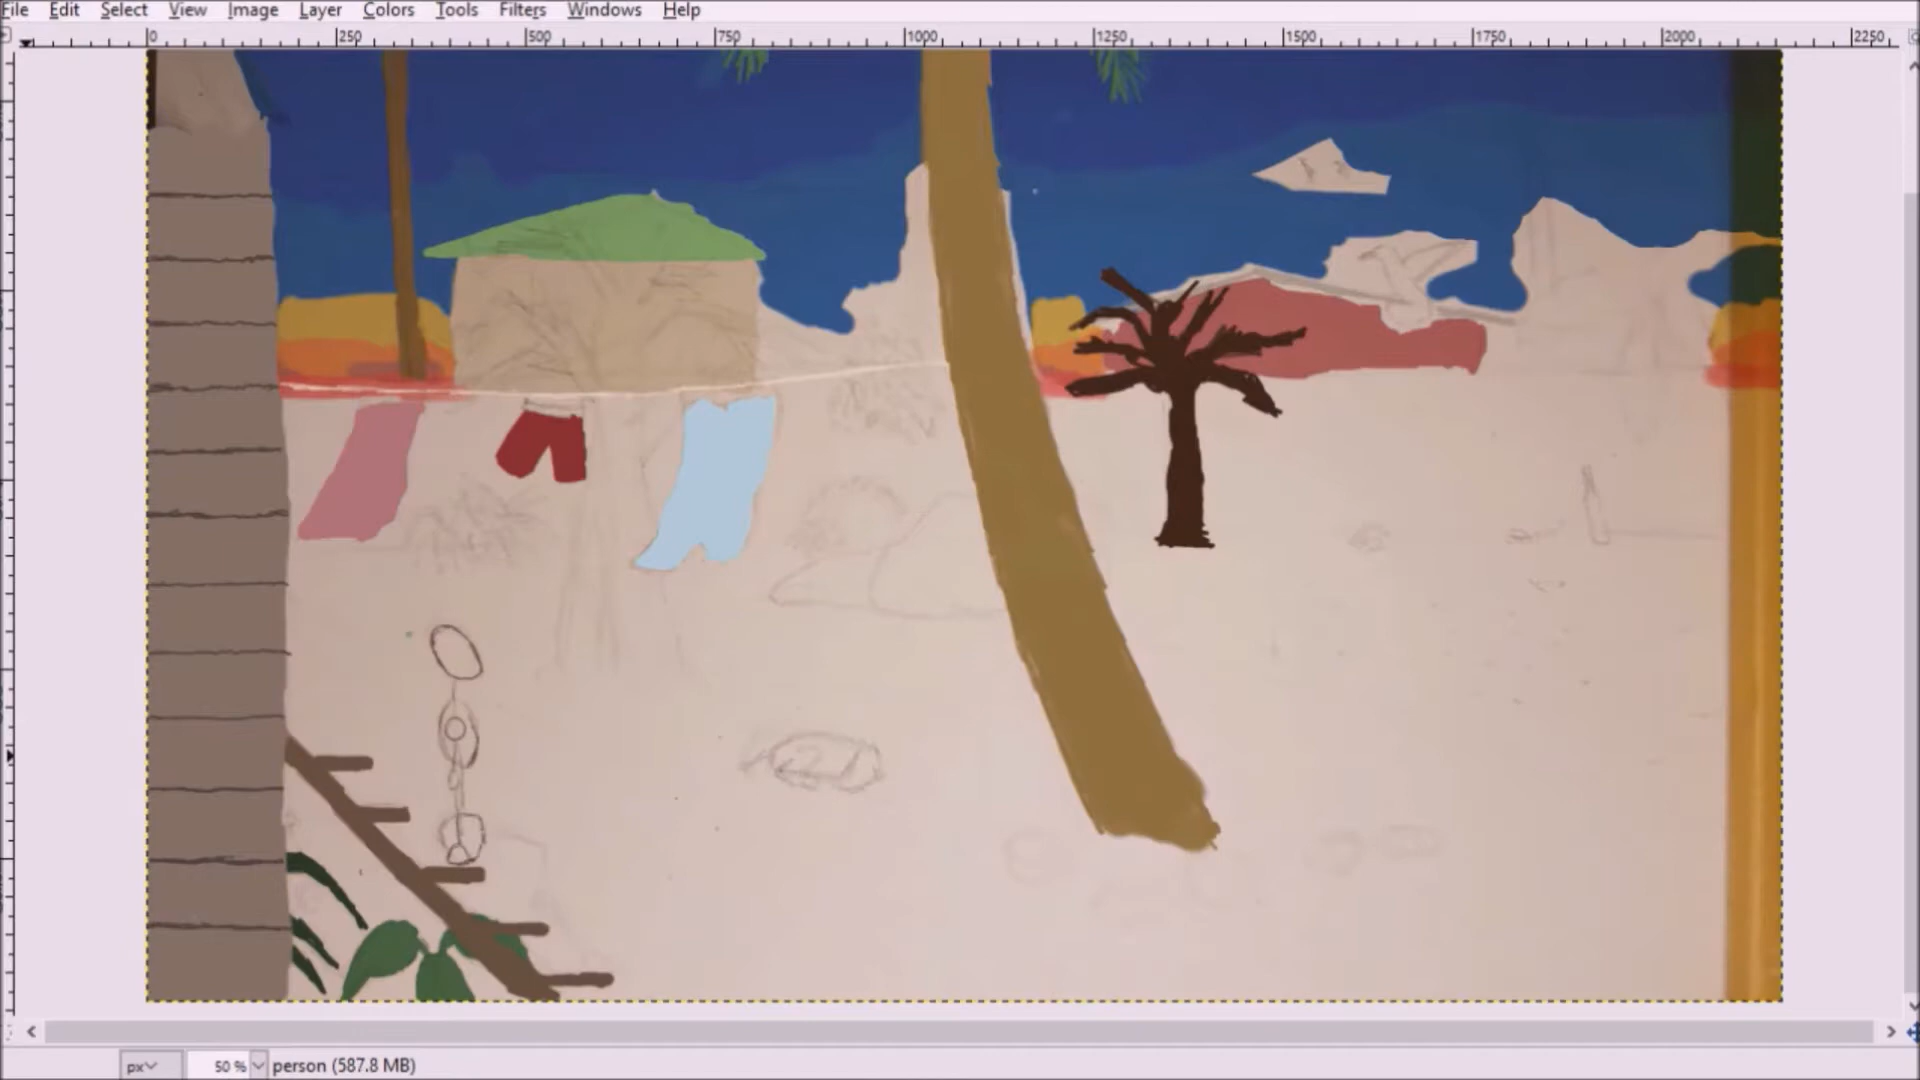 File Edit Select View Image Layer Colors Tools Filters Windows Help
0 250 500 750 1000 1250 1500 1750 2000 2250
px 50 % person (587.8 MB)